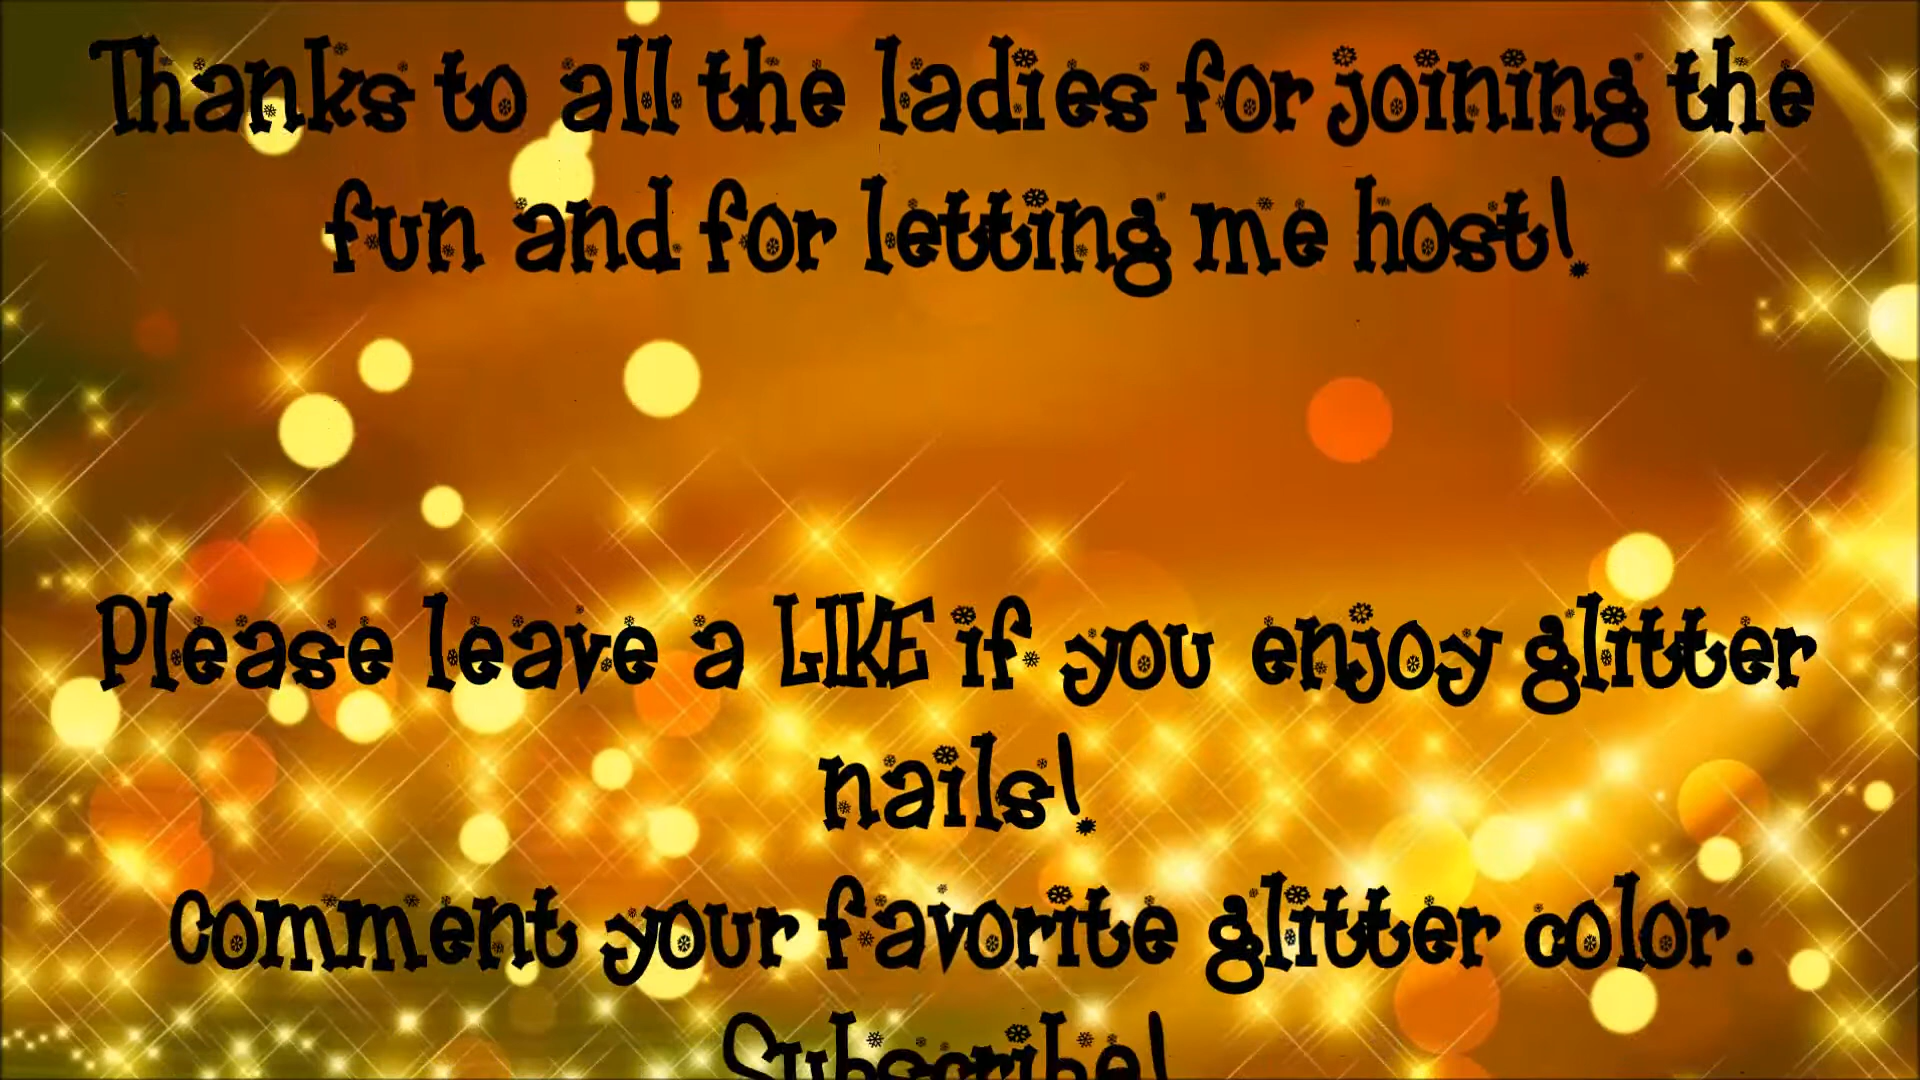 Thanks to all the ladies for joining the
fun and for letting me host!
Please leave a LIKE if you enjoy glitter
nails!
Comment your favorite glitter color.
Subscribe!